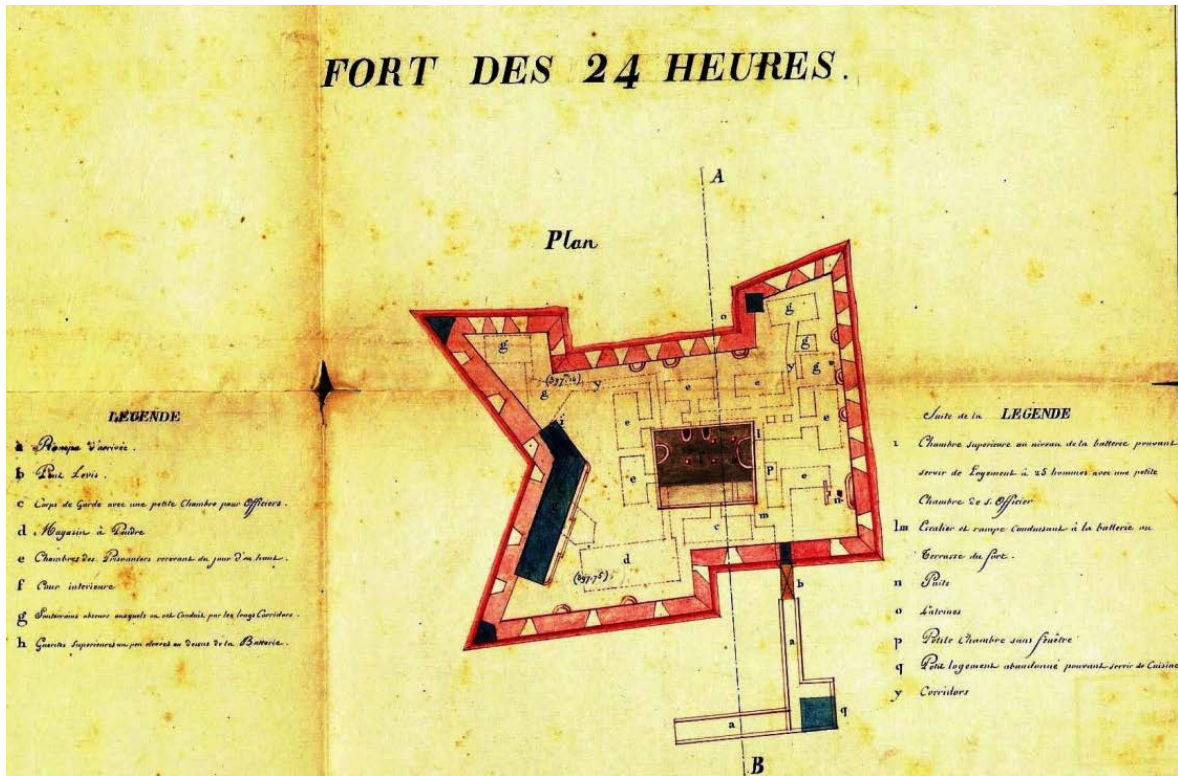 FORT DES 24 HEURES.
A
Plan
LEGENDE
a Rampe d'arrivée.
b Pont Levis.
c Corps de Garde avec une petite Chambre pour Officiers.
d Magasin à Poudre
e Chambres des Prisonniers recevant du jour d'en haut.
f Cour interieure
g Souterrains obscurs auxquels on est Conduit par les longs Corridors.
h Guerites Superieures un peu élevées au dessus de la Batterie.
Suite de la LEGENDE
i Chambre superieure au niveau de la batterie pouvant
servir de Logement à 25 hommes avec une petite
Chambre de s. Officier
lm Escalier et rampe Conduisant à la batterie ou
Terrasse du fort.
n Puits
o Latrines
p Petite Chambre sans fenêtre
q Petit logement abandonné pouvant servir de Cuisine
y Corridors
o
g
g
g
g
y
y
g
e
e
e
e
e
e
i
l
p
n
m
c
d
(397.75)
b
a
a
q
B